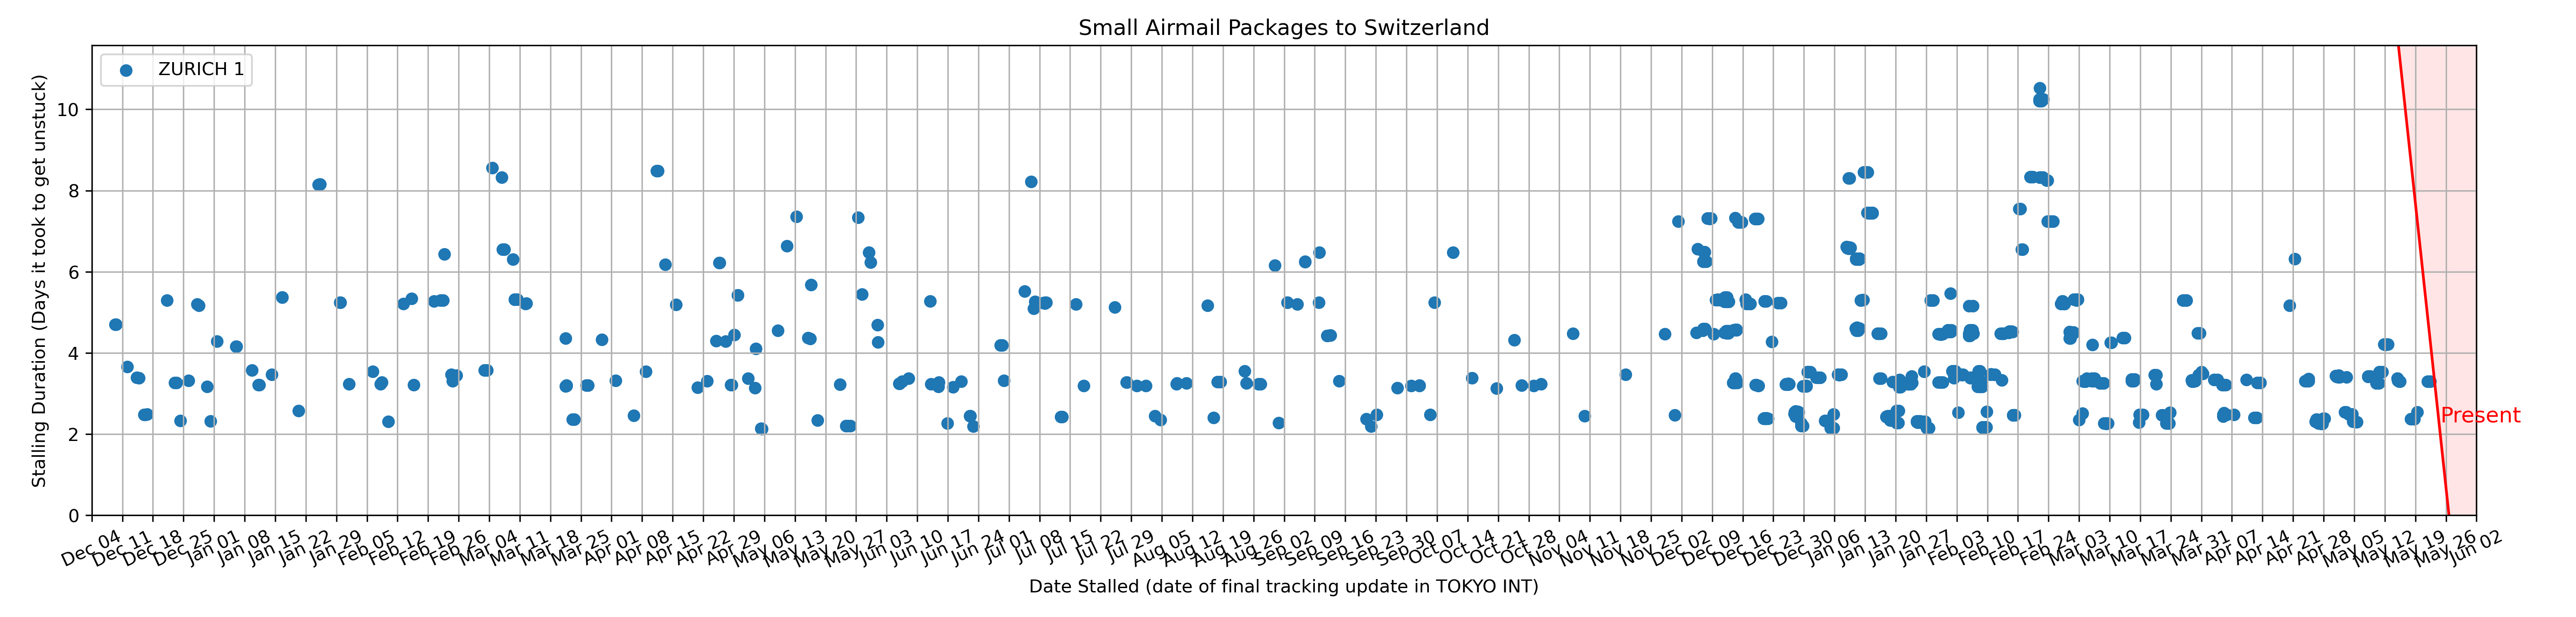 Small Airmail Packages to Switzerland
ZURICH 1
Stalling Duration (Days it took to get unstuck)
10
8
6
4
2
0
Present
Dec 04 Dec 11 Dec 18 Dec 25 Jan 01 Jan 08 Jan 15 Jan 22 Jan 29 Feb 05 Feb 12 Feb 19 Feb 26 Mar 04 Mar 11 Mar 18 Mar 25 Apr 01 Apr 08 Apr 15 Apr 22 Apr 29 May 06 May 13 May 20 May 27 Jun 03 Jun 10 Jun 17 Jun 24 Jul 01 Jul 08 Jul 15 Jul 22 Jul 29 Aug 05 Aug 12 Aug 19 Aug 26 Sep 02 Sep 09 Sep 16 Sep 23 Sep 30 Oct 07 Oct 14 Oct 21 Oct 28 Nov 04 Nov 11 Nov 18 Nov 25 Dec 02 Dec 09 Dec 16 Dec 23 Dec 30 Jan 06 Jan 13 Jan 20 Jan 27 Feb 03 Feb 10 Feb 17 Feb 24 Mar 03 Mar 10 Mar 17 Mar 24 Mar 31 Apr 07 Apr 14 Apr 21 Apr 28 May 05 May 12 May 19 May 26 Jun 02
Date Stalled (date of final tracking update in TOKYO INT)